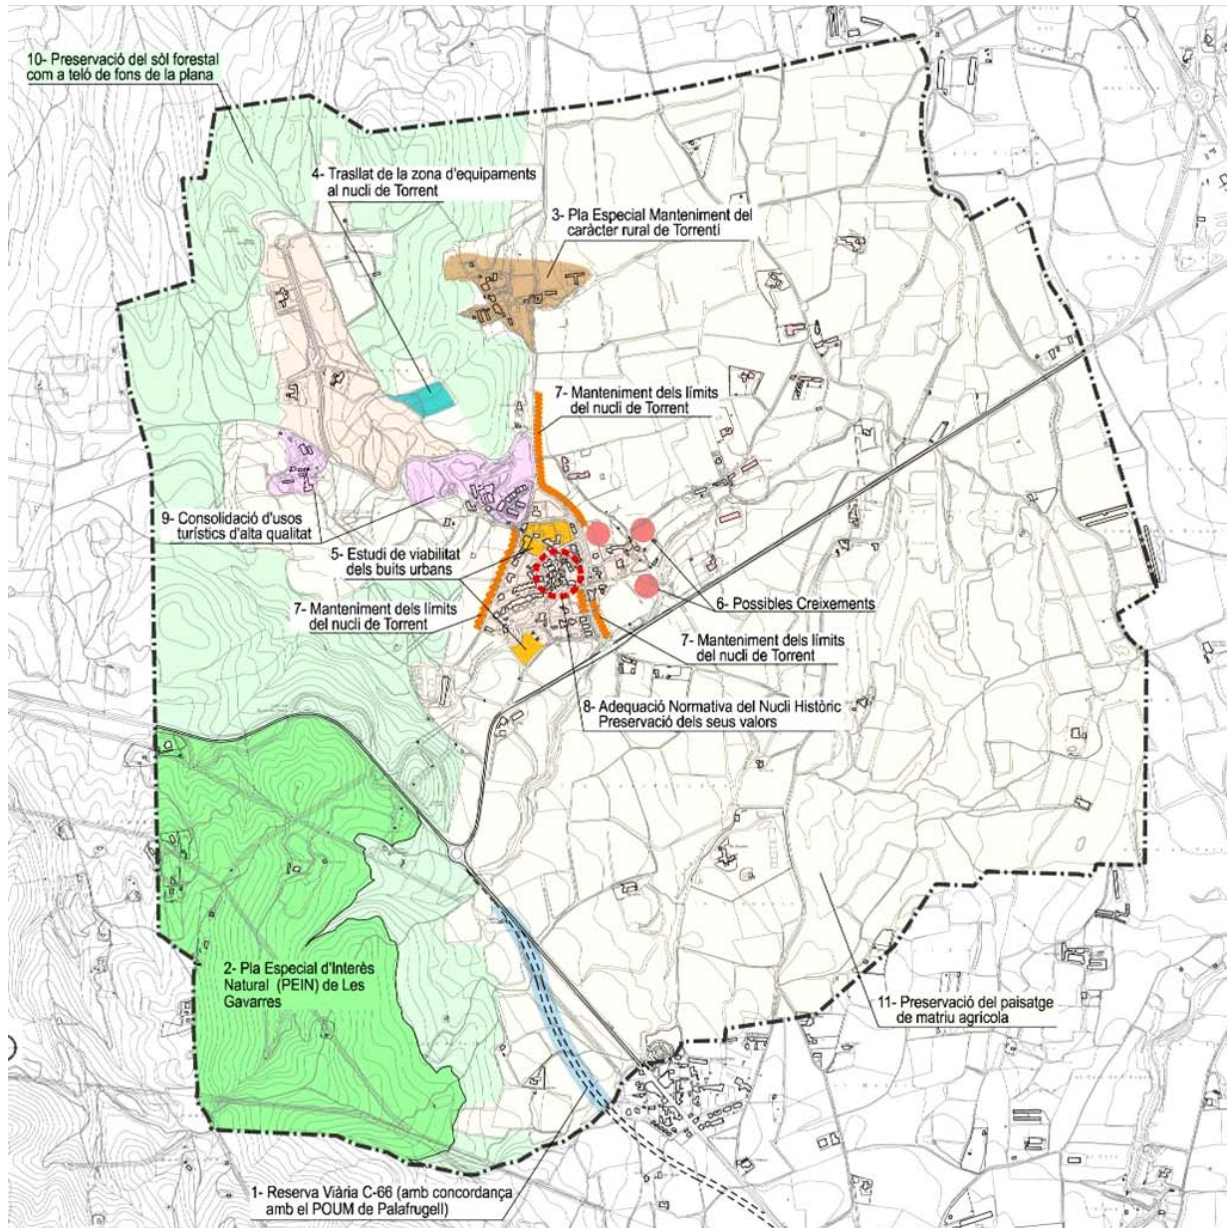 10- Preservació del sòl forestal
com a teló de fons de la plana
4- Trasllat de la zona d'equipaments
al nucli de Torrent
3- Pla Especial Manteniment del
caràcter rural de Torrentí
7- Manteniment dels límits
del nucli de Torrent
9- Consolidació d'usos
turístics d'alta qualitat
5- Estudi de viabilitat
dels buits urbans
7- Manteniment dels límits
del nucli de Torrent
6- Possibles Creixements
7- Manteniment dels límits
del nucli de Torrent
8- Adequació Normativa del Nucli Històric
Preservació dels seus valors
2- Pla Especial d'Interès
Natural (PEIN) de Les
Gavarres
11- Preservació del paisatge
de matriu agrícola
1- Reserva Viària C-66 (amb concordança
amb el POUM de Palafrugell)